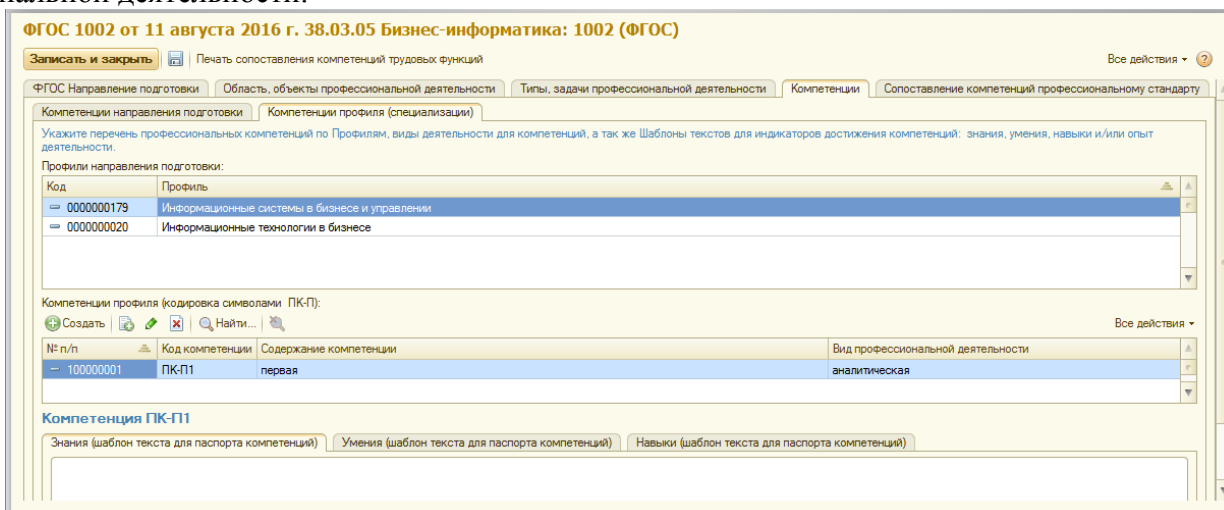 нальной деятельности.
ФГОС 1002 от 11 августа 2016 г. 38.03.05 Бизнес-информатика: 1002 (ФГОС)
Записать и закрыть Печать сопоставления компетенций трудовых функций Все действия
ФГОС Направление подготовки Область, объекты профессиональной деятельности Типы, задачи профессиональной деятельности Компетенции Сопоставление компетенций профессиональному стандарту
Компетенции направления подготовки Компетенции профиля (специализации)
Укажите перечень профессиональных компетенций по Профилям, виды деятельности для компетенций, а так же Шаблоны текстов для индикаторов достижения компетенций: знания, умения, навыки и/или опыт
деятельности.
Профили направления подготовки:
Код Профиль
0000000179 Информационные системы в бизнесе и управлении
0000000020 Информационные технологии в бизнесе
Компетенции профиля (кодировка символами ПК-П):
Создать Найти... Все действия
№ п/п Код компетенции Содержание компетенции Вид профессиональной деятельности
100000001 ПК-П1 первая аналитическая
Компетенция ПК-П1
Знания (шаблон текста для паспорта компетенций) Умения (шаблон текста для паспорта компетенций) Навыки (шаблон текста для паспорта компетенций)